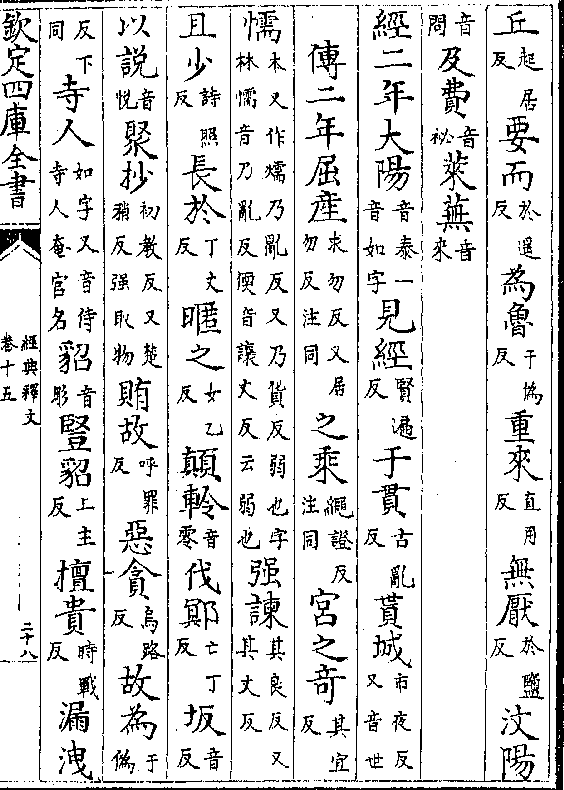 丘起居反要而於遥反為魯于偽反重來直用反無厭於鹽反汶陽
音問及費音祕萊蕪音來
經二年大陽音泰一音如字見經賢遍反于貫古亂反貰城市夜反又音世
傳二年屈産求勿反又居勿反注同之乘繩證反注同宮之竒其宜反
懦本又作㦬乃亂反又乃貨反弱也字林懦音乃亂反偄音讓丈反云弱也强諫其良反又其丈反
且少詩照反長於丁丈反暱之女乙反顛軨音零伐鄍亡丁反坂音反
以説音悦聚抄初教反又楚稍反强取物賄故呼罪反惡貪烏路反故為于偽
反下同寺人如字又音侍寺人奄官名貂音彫豎貂上主反擅貴時戰反漏洩
欽定四庫全書
經典釋文
卷十五
二十八